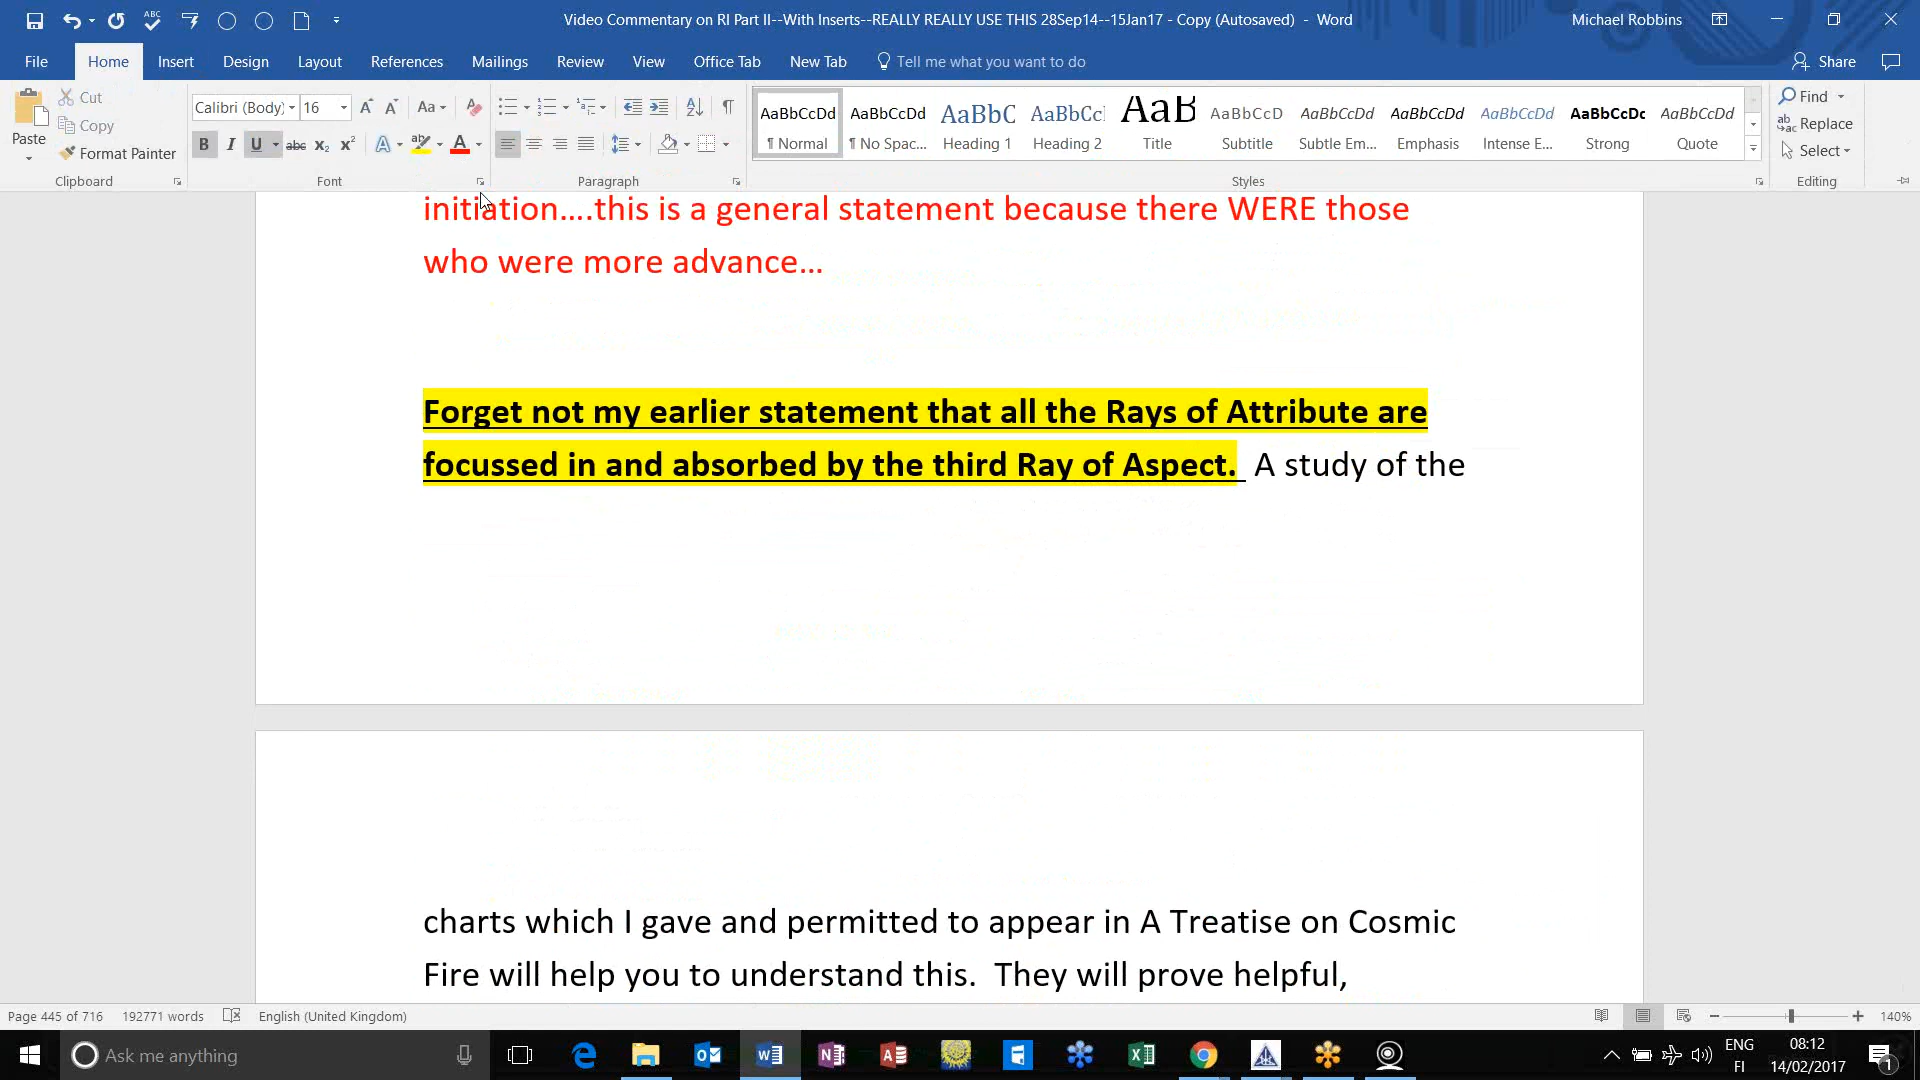 Video Commentary on RI Part II--With Inserts--REALLY REALLY USE THIS 28Sep14--15Jan17 - Copy (Autosaved) - Word
Michael Robbins
File Home Insert Design Layout References Mailings Review View Office Tab New Tab Tell me what you want to do Share
Paste Cut Copy Format Painter
Calibri (Body) 16
AaBbCcDd AaBbCcDd AaBbC AaBbCc AaB AaBbCcD AaBbCcDd AaBbCcDd AaBbCcDd AaBbCcDc AaBbCcDd
¶ Normal ¶ No Spac... Heading 1 Heading 2 Title Subtitle Subtle Em... Emphasis Intense E... Strong Quote
Find Replace Select
Clipboard Font Paragraph Styles Editing
initiation....this is a general statement because there WERE those
who were more advance...
Forget not my earlier statement that all the Rays of Attribute are
focussed in and absorbed by the third Ray of Aspect. A study of the
charts which I gave and permitted to appear in A Treatise on Cosmic
Fire will help you to understand this. They will prove helpful,
Page 445 of 716 192771 words English (United Kingdom) 140%
Ask me anything
ENG FI
08:12
14/02/2017
1